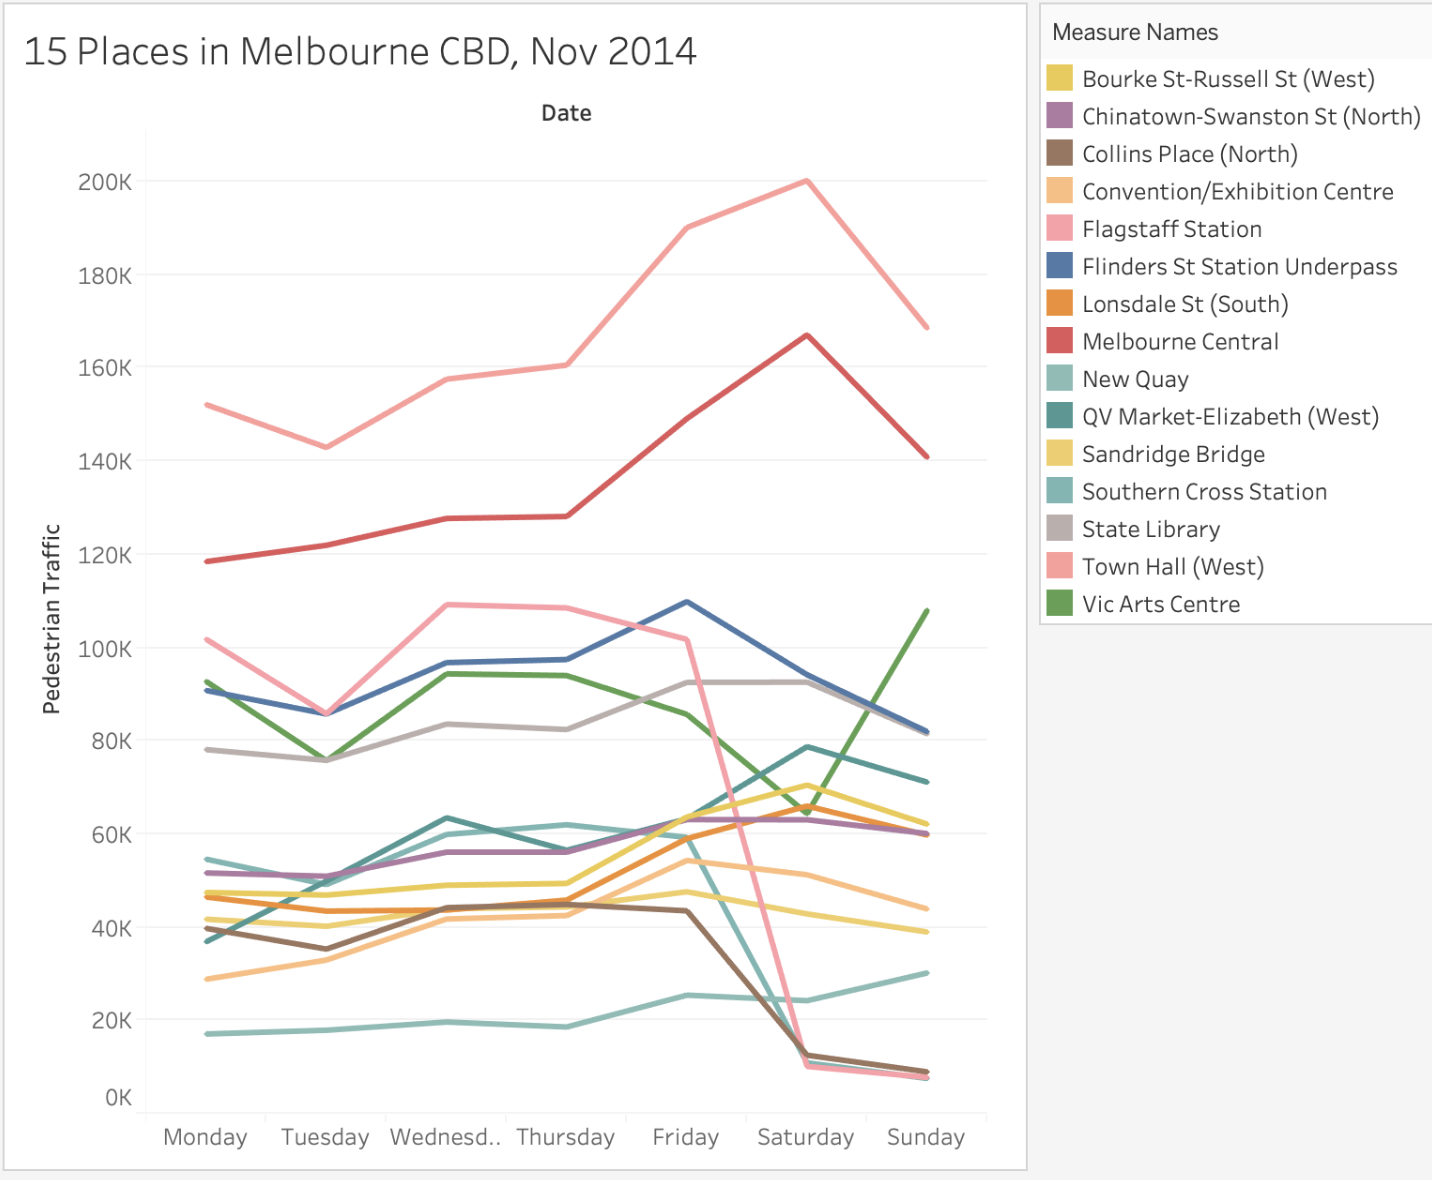 15 Places in Melbourne CBD, Nov 2014
Date
Pedestrian Traffic
200K
180K
160K
140K
120K
100K
80K
60K
40K
20K
0K
Monday Tuesday Wednesd.. Thursday Friday Saturday Sunday
Measure Names
Bourke St-Russell St (West)
Chinatown-Swanston St (North)
Collins Place (North)
Convention/Exhibition Centre
Flagstaff Station
Flinders St Station Underpass
Lonsdale St (South)
Melbourne Central
New Quay
QV Market-Elizabeth (West)
Sandridge Bridge
Southern Cross Station
State Library
Town Hall (West)
Vic Arts Centre